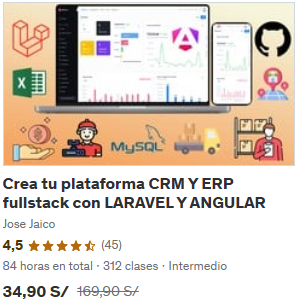 MySQL
Crea tu plataforma CRM Y ERP
fullstack con LARAVEL Y ANGULAR
Jose Jaico
4,5 (45)
84 horas en total · 312 clases · Intermedio
34,90 S/ 169,90 S/